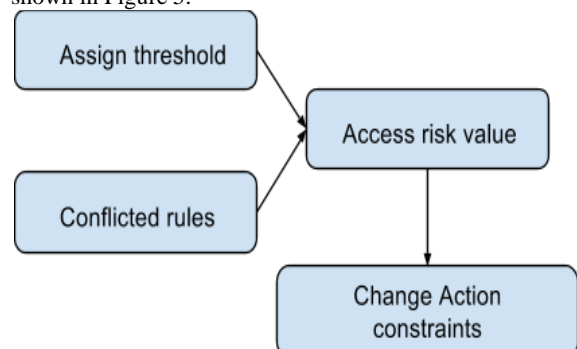 shown in Figure 3.
Assign threshold
Access risk value
Conflicted rules
Change Action
constraints